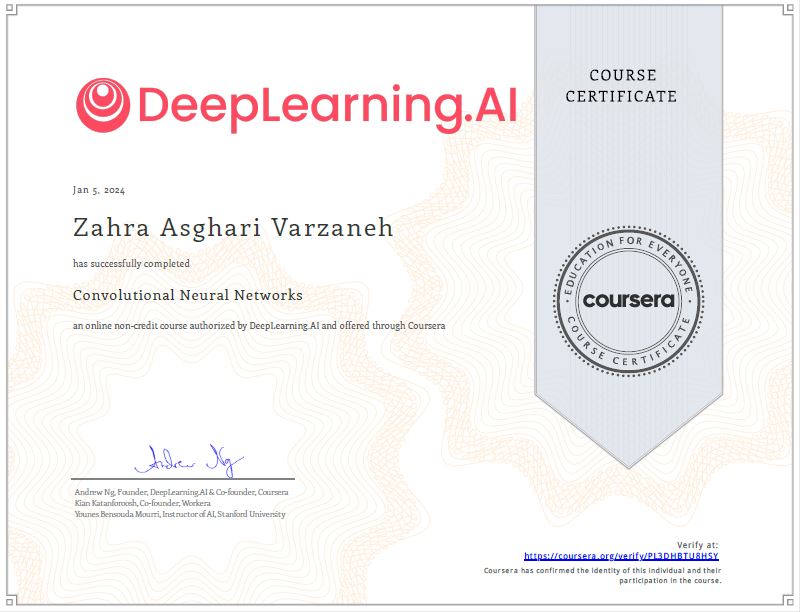 DeepLearning.AI
COURSE
CERTIFICATE
Jan 5, 2024
Zahra Asghari Varzaneh
has successfully completed
Convolutional Neural Networks
an online non-credit course authorized by DeepLearning.AI and offered through Coursera
EDUCATION FOR EVERYONE
coursera
COURSE CERTIFICATE
Andrew Ng
Andrew Ng, Founder, DeepLearning.AI & Co-founder, Coursera
Kian Katanforoosh, Co-founder, Workera
Younes Bensouda Mourri, Instructor of AI, Stanford University
Verify at:
https://coursera.org/verify/PL3DHBTU8HSY
Coursera has confirmed the identity of this individual and their
participation in the course.